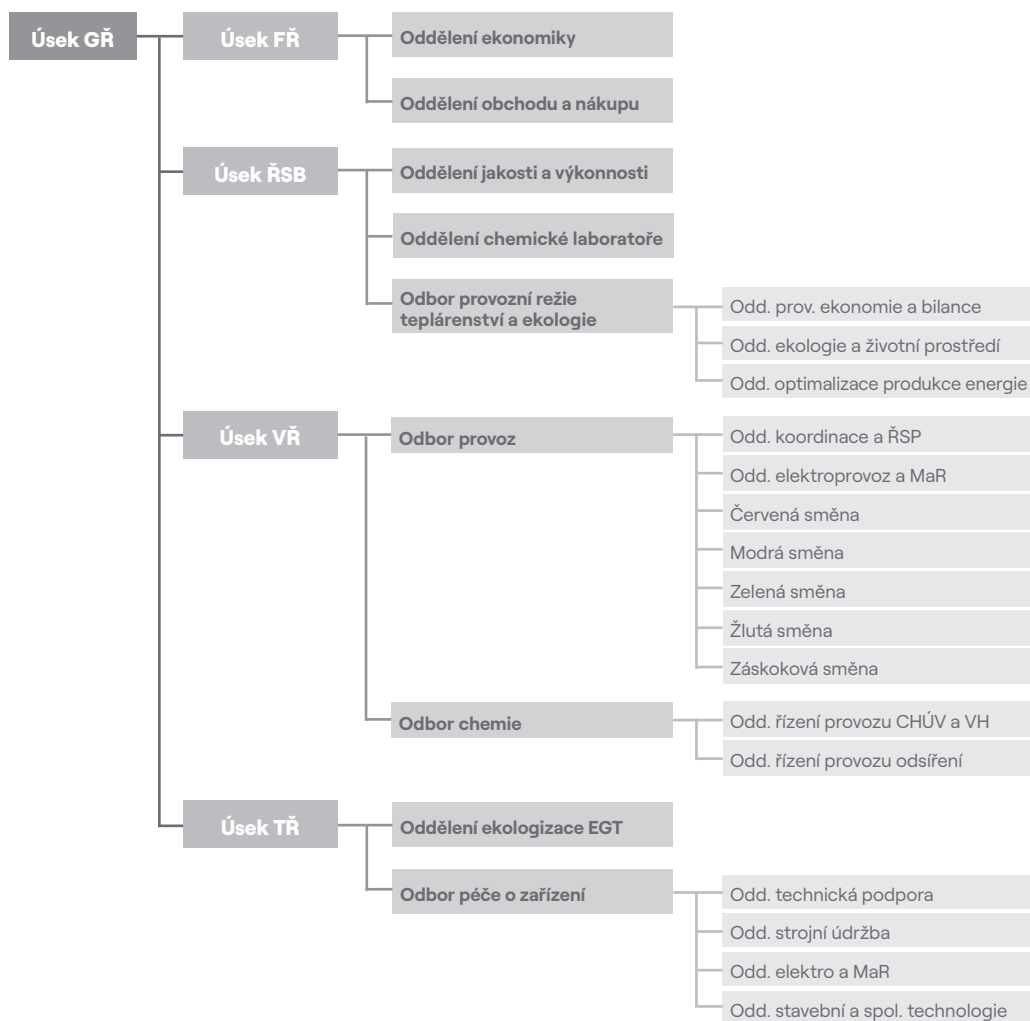 Úsek GŘ
Úsek FŘ
Oddělení ekonomiky
Oddělení obchodu a nákupu
Úsek ŘSB
Oddělení jakosti a výkonnosti
Oddělení chemické laboratoře
Odbor provozní režie
teplárenství a ekologie
Odd. prov. ekonomie a bilance
Odd. ekologie a životní prostředí
Odd. optimalizace produkce energie
Úsek VŘ
Odbor provoz
Odd. koordinace a ŘSP
Odd. elektroprovoz a MaR
Červená směna
Modrá směna
Zelená směna
Žlutá směna
Záskoková směna
Odbor chemie
Odd. řízení provozu CHÚV a VH
Odd. řízení provozu odsíření
Úsek TŘ
Oddělení ekologizace EGT
Odbor péče o zařízení
Odd. technická podpora
Odd. strojní údržba
Odd. elektro a MaR
Odd. stavební a spol. technologie